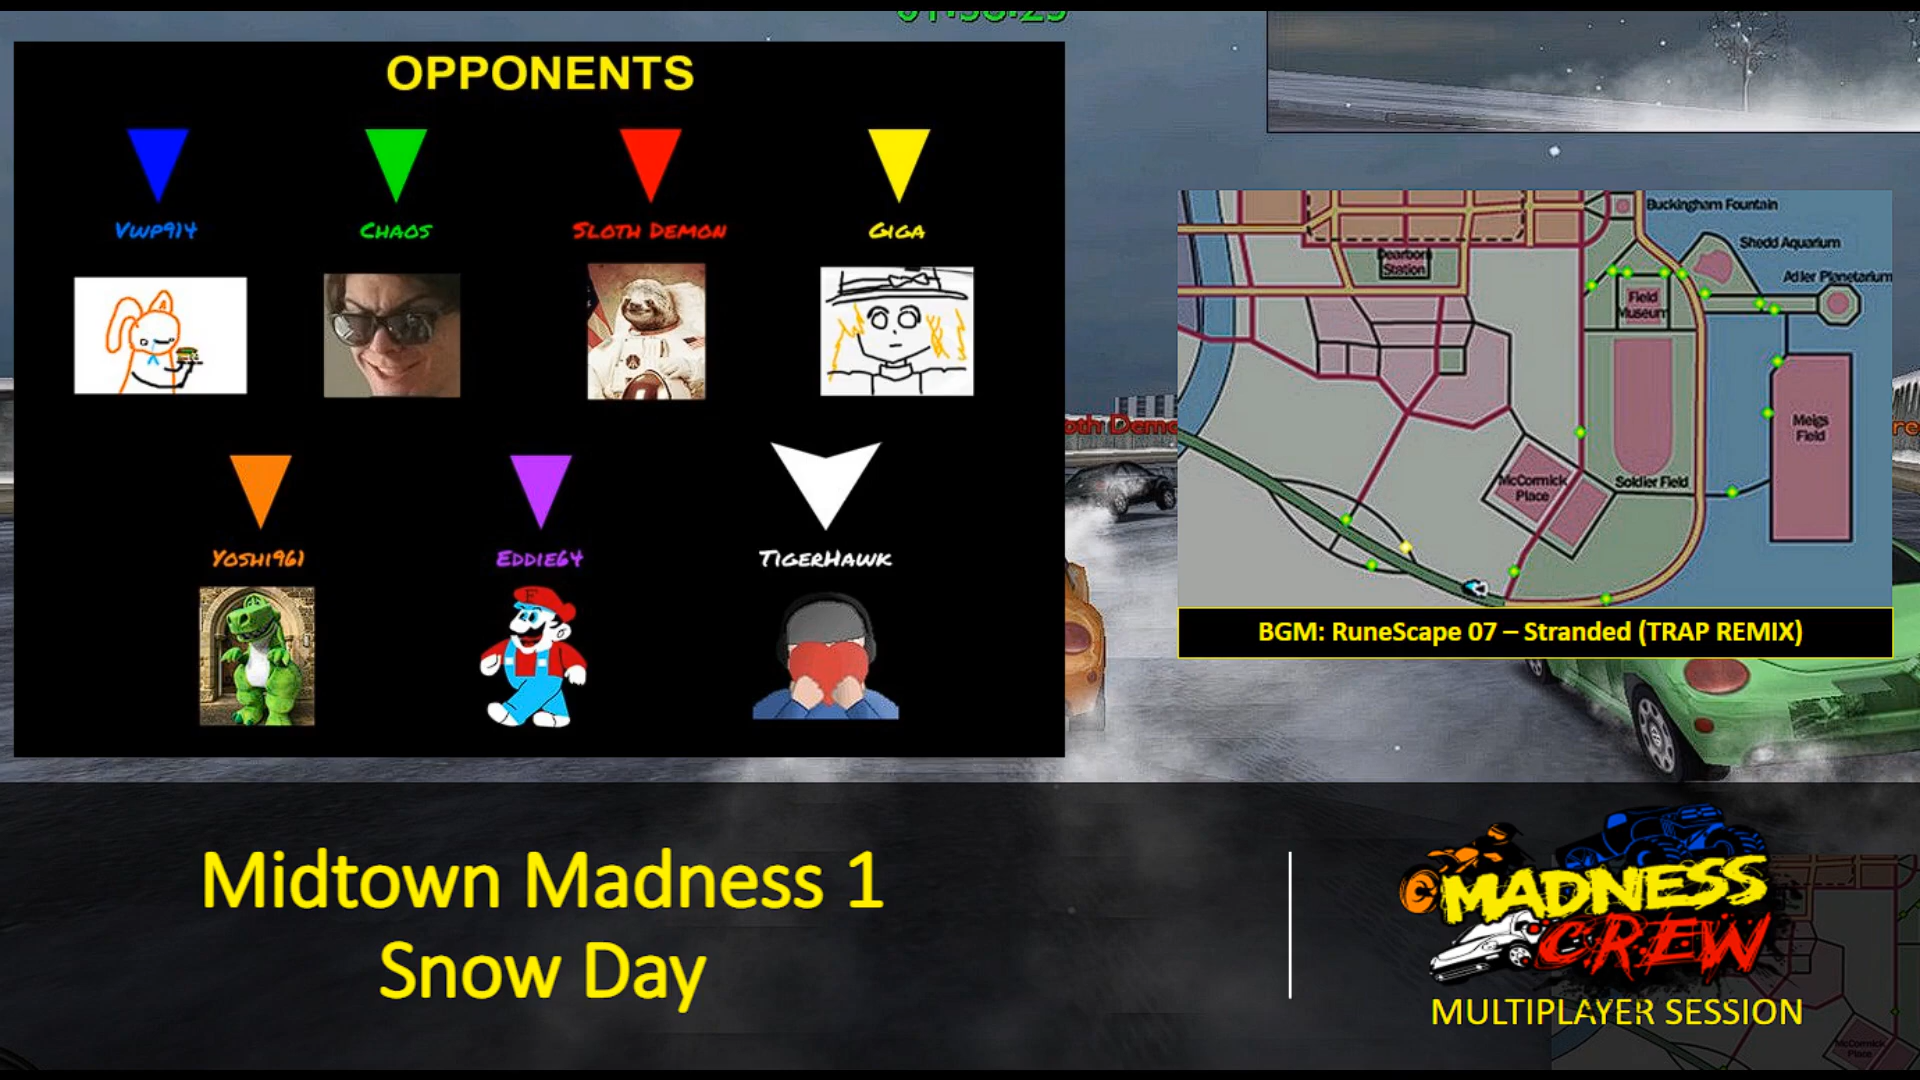 OPPONENTS
VWP914
CHAOS
SLOTH DEMON
GIGA
YOSHI961
EDDIE64
TIGERHAWK
F
Buckingham Fountain
Shedd Aquarium
Adler Planetarium
Dearborn
Station
Field
Museum
Meigs
Field
McCormick
Place
Soldier Field
BGM: RuneScape 07 – Stranded (TRAP REMIX)
Midtown Madness 1
Snow Day
MADNESS
CREW
MULTIPLAYER SESSION
McCormick
Place